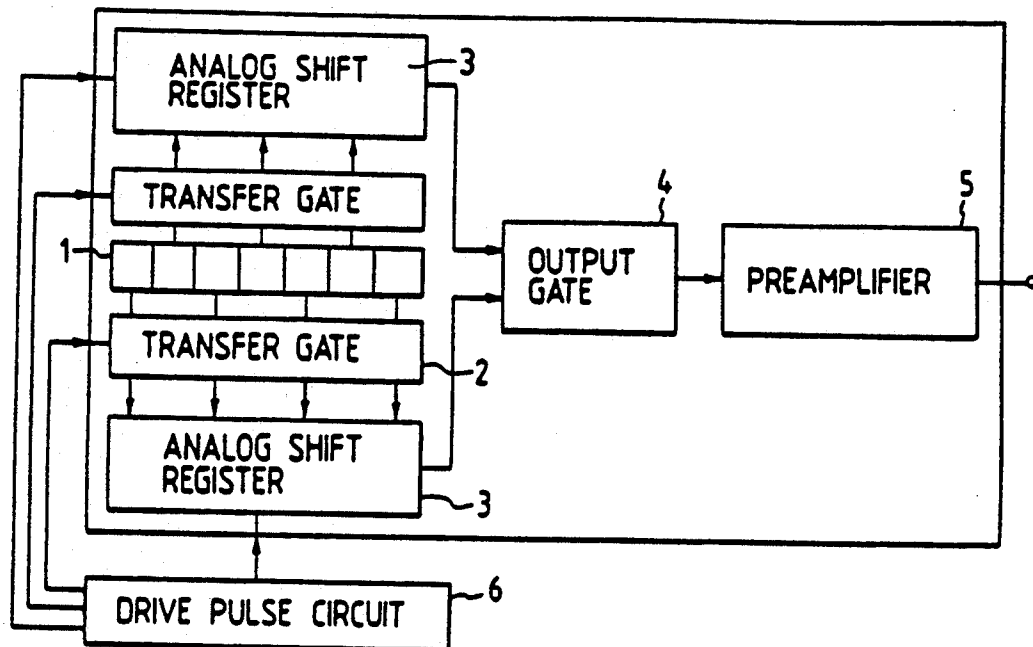 ANALOG SHIFT
REGISTER
3
TRANSFER GATE
1
TRANSFER GATE
2
ANALOG SHIFT
REGISTER
3
4
OUTPUT
GATE
5
PREAMPLIFIER
DRIVE PULSE CIRCUIT
6